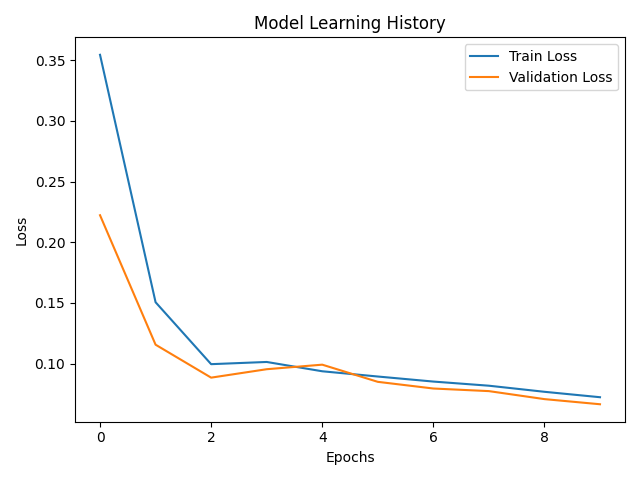 Model Learning History
Train Loss
Validation Loss
Loss
0.35
0.30
0.25
0.20
0.15
0.10
0 2 4 6 8
Epochs